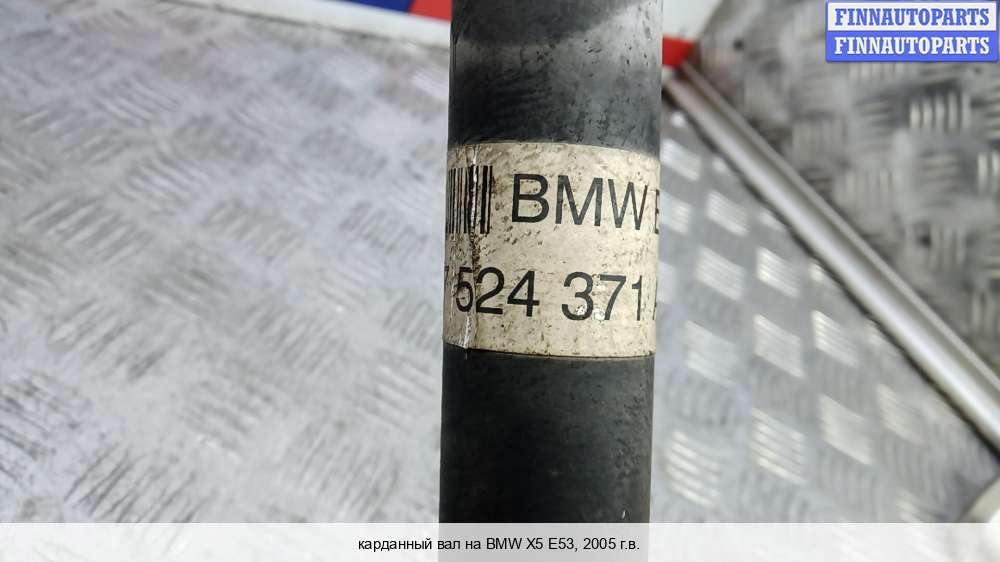 FINNAUTOPARTS
FINNAUTOPARTS
BMW
524 371
карданный вал на BMW X5 E53, 2005 г.в.